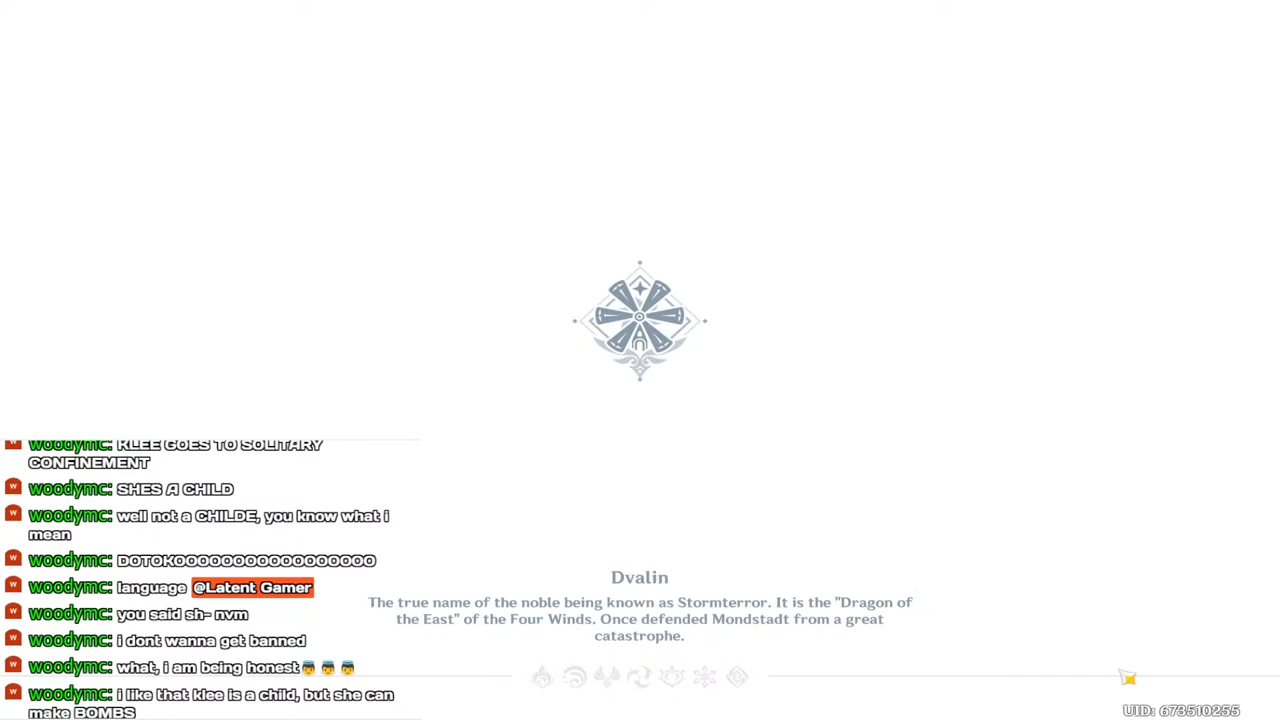 W woodymc: KLEE GOES TO SOLITARY
CONFINEMENT
W woodymc: SHES A CHILD
W woodymc: well not a CHILDE, you know what i
mean
W woodymc: DOTOKOOOOOOOOOOOOOOOOO
W woodymc: language @Latent Gamer
W woodymc: you said sh- nvm
W woodymc: i dont wanna get banned
W woodymc: what, i am being honest😇😇😇
W woodymc: i like that klee is a child, but she can
make BOMBS
Dvalin
The true name of the noble being known as Stormterror. It is the "Dragon of
the East" of the Four Winds. Once defended Mondstadt from a great
catastrophe.
UID: 673510255